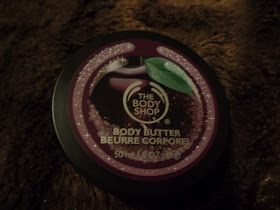 THE
BODY
SHOP
®
BODY BUTTER
BEURRE CORPOREL
50 ml